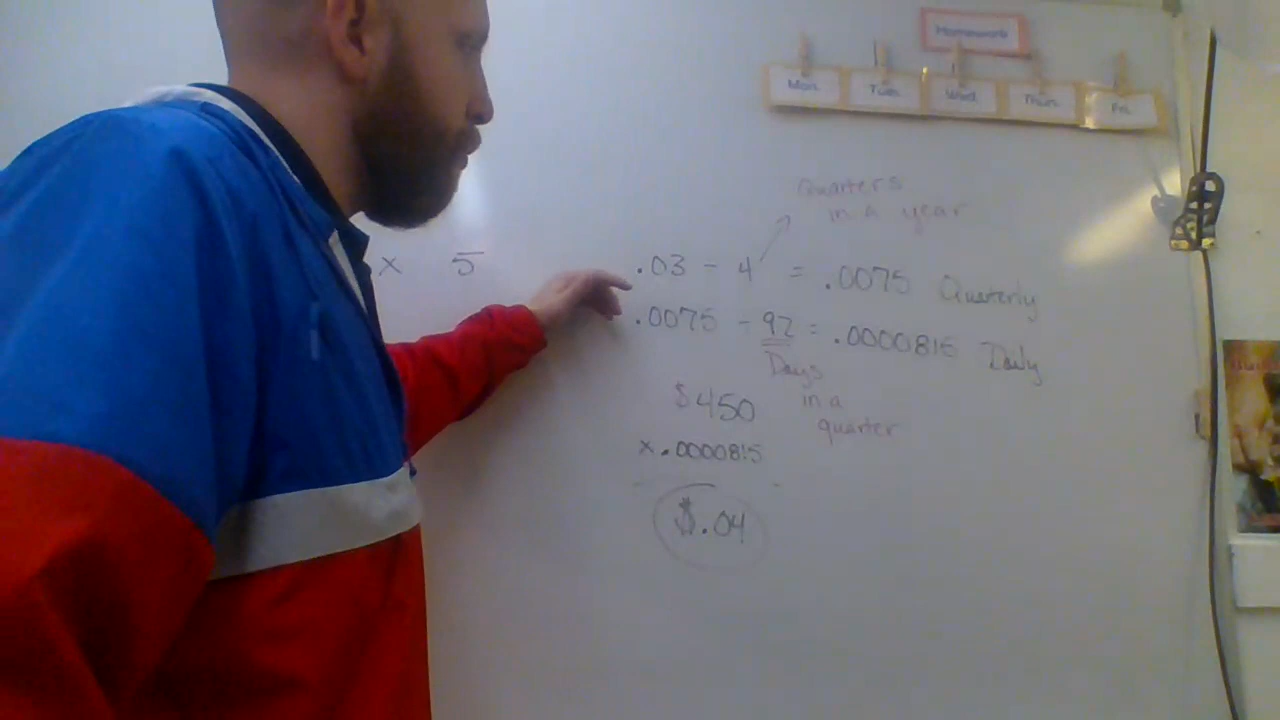 Homework
Mon. Tues. Wed. Thurs. Fri.
Quarters
in a year
x 5
.03 - 4 = .0075 Quaterly
.0075 - 92 = .0000815 Daily
Days
in a
quarter
$450
x .0000815
$.04